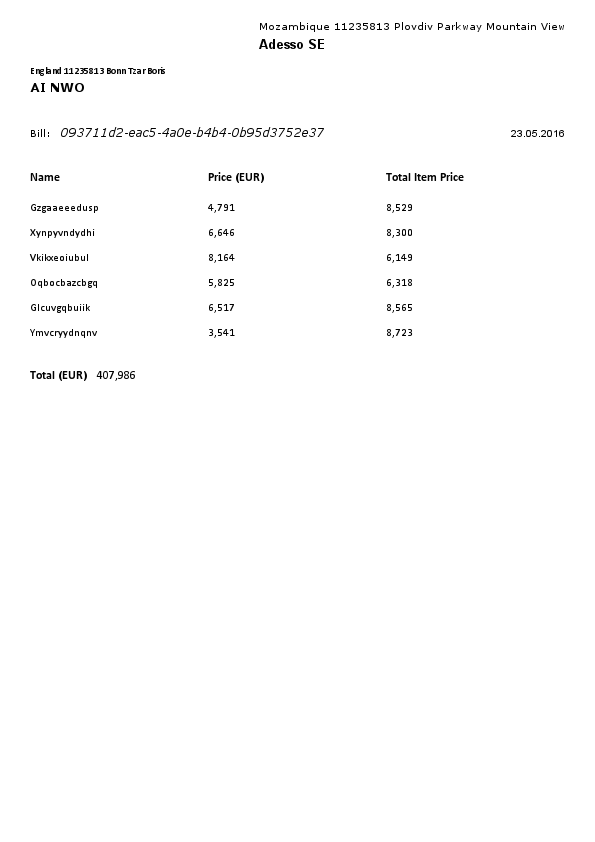 Mozambique 11235813 Plovdiv Parkway Mountain View
Adesso SE
England 11235813 Bonn Tzar Boris
AI NWO
Bill: 093711d2-eac5-4a0e-b4b4-0b95d3752e37 23.05.2016
Name Price (EUR) Total Item Price
Gzgaaeeedusp 4,791 8,529
Xynpyvndydhi 6,646 8,300
Vkikxeoiubul 8,164 6,149
Oqbocbazcbgq 5,825 6,318
Glcuvgqbuiik 6,517 8,565
Ymvcryydnqnv 3,541 8,723
Total (EUR) 407,986